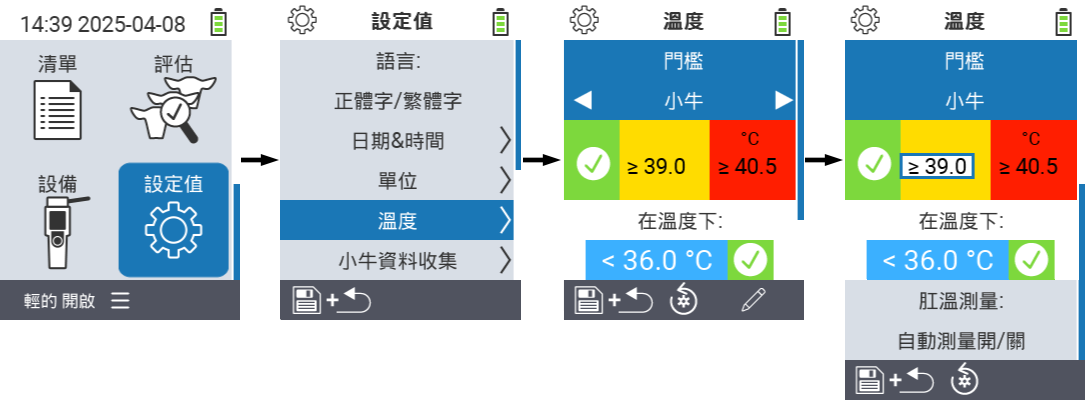 14:39 2025-04-08
清單
評估
設備
設定值
輕的 開啟
設定值
語言:
正體字/繁體字
日期&時間
單位
溫度
小牛資料收集
+
溫度
門檻
小牛
°C
≥ 39.0
≥ 40.5
在溫度下:
< 36.0 °C
+
溫度
門檻
小牛
°C
≥ 39.0
≥ 40.5
在溫度下:
< 36.0 °C
肛溫測量:
自動測量開/關
+